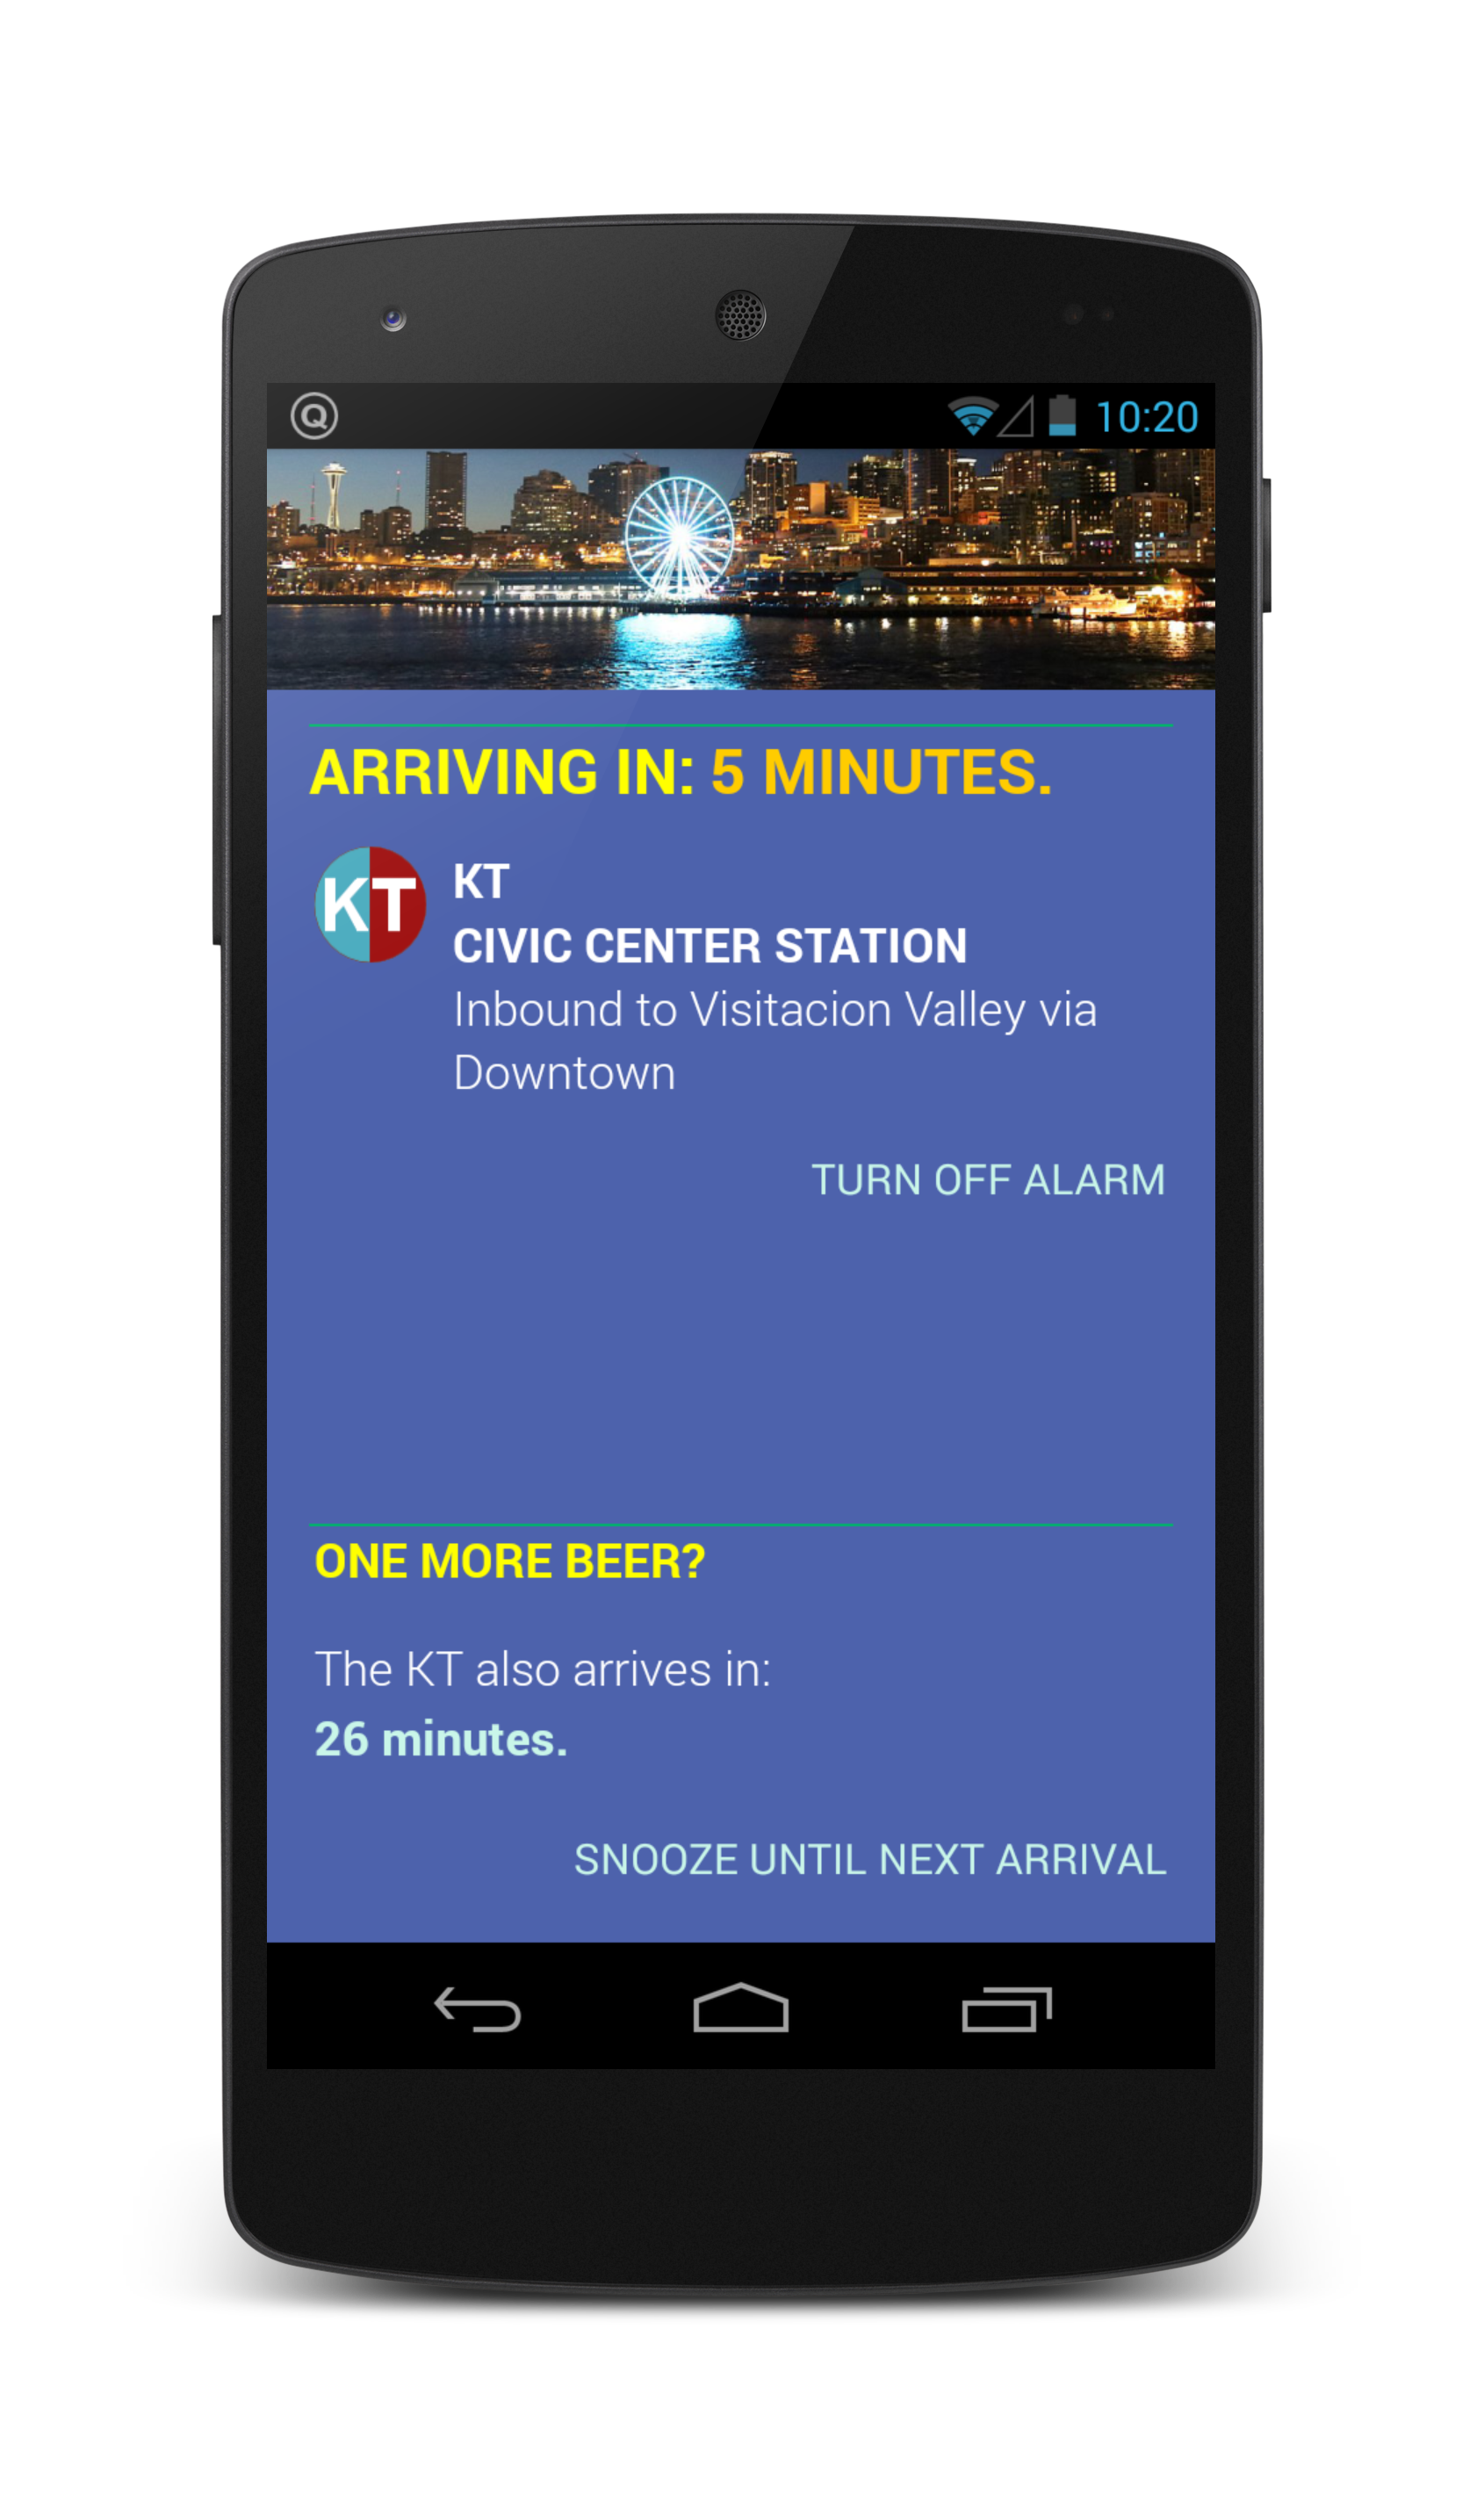 Q
10:20
ARRIVING IN: 5 MINUTES.
KT
KT
CIVIC CENTER STATION
Inbound to Visitacion Valley via
Downtown
TURN OFF ALARM
ONE MORE BEER?
The KT also arrives in:
26 minutes.
SNOOZE UNTIL NEXT ARRIVAL